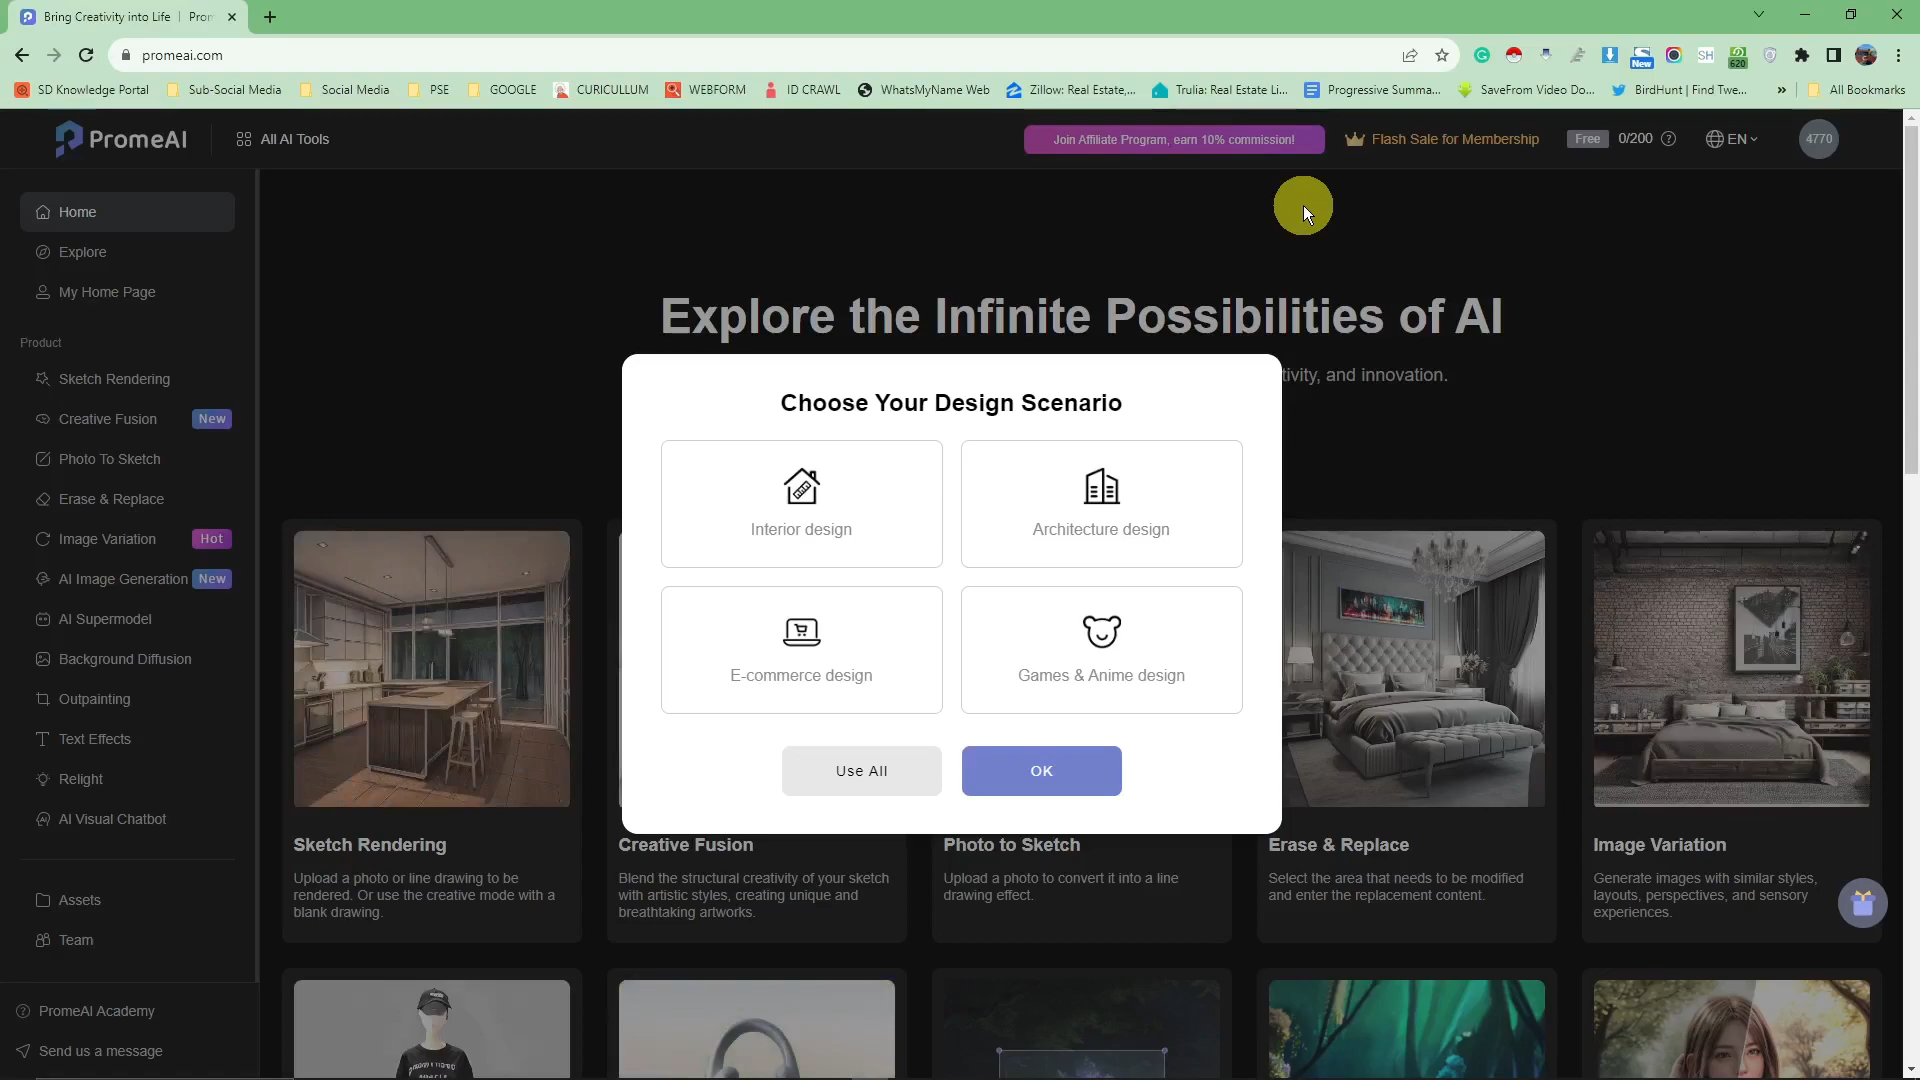 Bring Creativity into Life | Prom
promeai.com
New
SH
620
SD Knowledge Portal
Sub-Social Media
Social Media
PSE
GOOGLE
CURICULLUM
WEBFORM
ID CRAWL
WhatsMyName Web
Zillow: Real Estate,...
Trulia: Real Estate Li...
Progressive Summa...
SaveFrom Video Do...
BirdHunt | Find Twe...
»
All Bookmarks
PromeAI
All AI Tools
Join Affiliate Program, earn 10% commission!
Flash Sale for Membership
Free
0/200
EN
4770
Home
Explore
My Home Page
Product
Sketch Rendering
Creative Fusion
New
Photo To Sketch
Erase & Replace
Image Variation
Hot
AI Image Generation
New
AI Supermodel
Background Diffusion
Outpainting
Text Effects
Relight
AI Visual Chatbot
Assets
Team
PromeAI Academy
Send us a message
Explore the Infinite Possibilities of AI
tivity, and innovation.
Choose Your Design Scenario
Interior design
Architecture design
E-commerce design
Games & Anime design
Use All
OK
Sketch Rendering
Upload a photo or line drawing to be
rendered. Or use the creative mode with a
blank drawing.
Creative Fusion
Blend the structural creativity of your sketch
with artistic styles, creating unique and
breathtaking artworks.
Photo to Sketch
Upload a photo to convert it into a line
drawing effect.
Erase & Replace
Select the area that needs to be modified
and enter the replacement content.
Image Variation
Generate images with similar styles,
layouts, perspectives, and sensory
experiences.